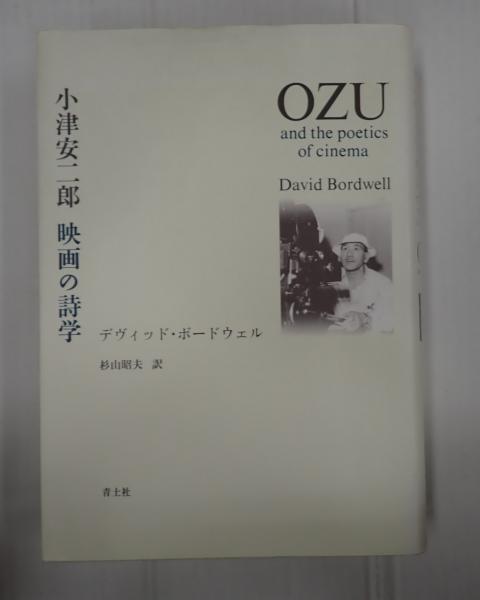 OZU
and the poetics
of cinema
David Bordwell
小津安二郎 映画の詩学
デヴィッド・ボードウェル
杉山昭夫 訳
青土社